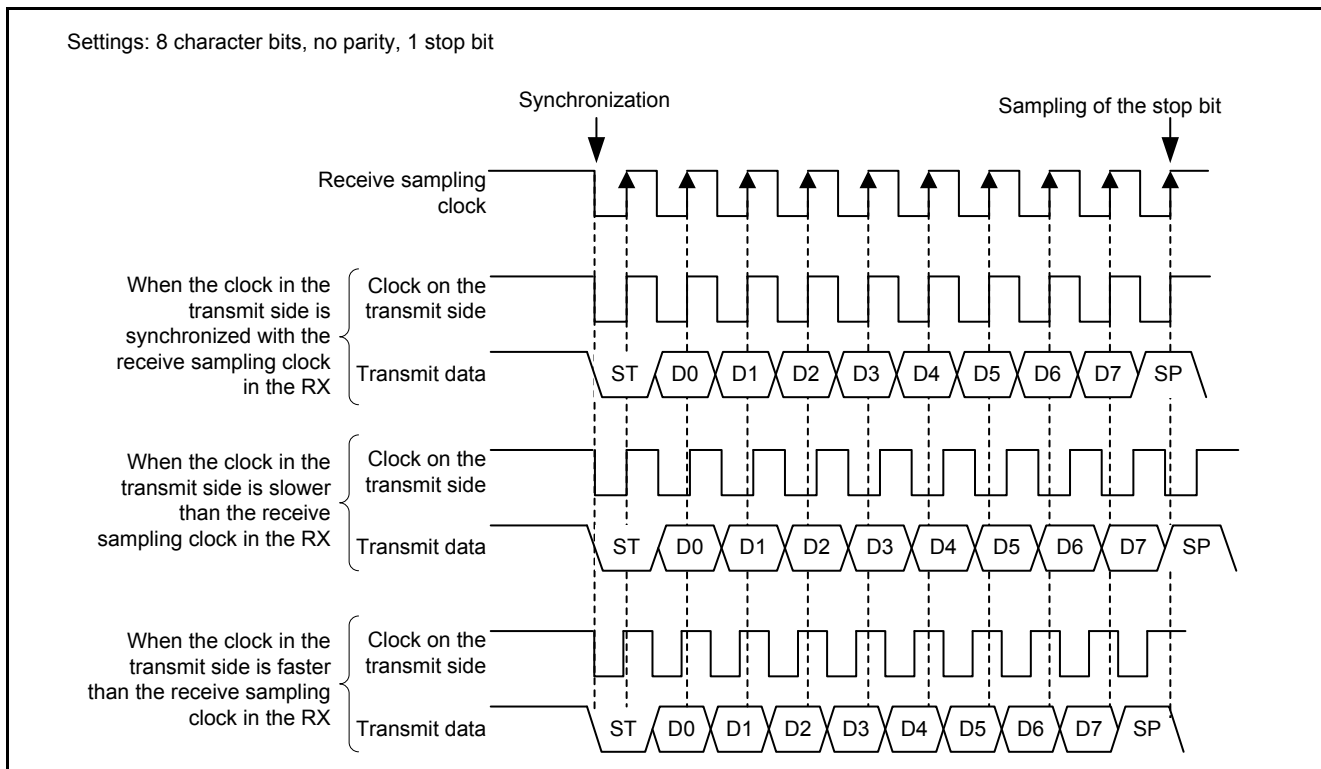 Settings: 8 character bits, no parity, 1 stop bit
Synchronization
Sampling of the stop bit
Receive sampling
clock
When the clock in the
transmit side is
synchronized with the
receive sampling clock
in the RX
Clock on the
transmit side
Transmit data
ST D0 D1 D2 D3 D4 D5 D6 D7 SP
When the clock in the
transmit side is slower
than the receive
sampling clock in the RX
Clock on the
transmit side
Transmit data
ST D0 D1 D2 D3 D4 D5 D6 D7 SP
When the clock in the
transmit side is faster
than the receive sampling
clock in the RX
Clock on the
transmit side
Transmit data
ST D0 D1 D2 D3 D4 D5 D6 D7 SP